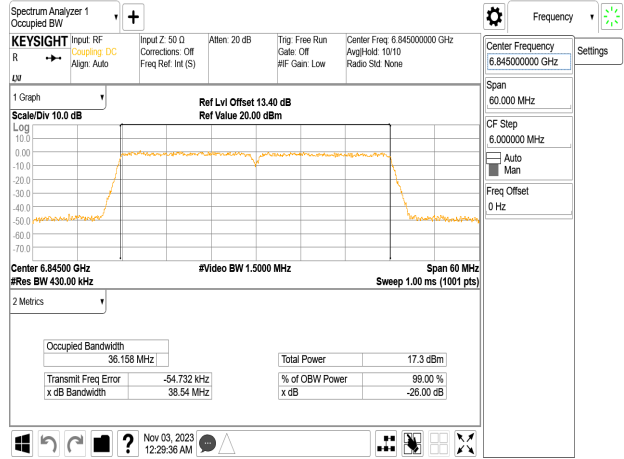 Spectrum Analyzer 1
Occupied BW
Frequency
KEYSIGHT
R
LNI
Input: RF
Coupling: DC
Align: Auto
Input Z: 50 Ω
Corrections: Off
Freq Ref: Int (S)
Atten: 20 dB
Trig: Free Run
Gate: Off
#IF Gain: Low
Center Freq: 6.845000000 GHz
Avg|Hold: 10/10
Radio Std: None
Center Frequency
6.845000000 GHz
Settings
Span
60.000 MHz
CF Step
6.000000 MHz
Auto
Man
Freq Offset
0 Hz
1 Graph
Scale/Div 10.0 dB
Ref Lvl Offset 13.40 dB
Ref Value 20.00 dBm
Log
10.0
0.00
-10.0
-20.0
-30.0
-40.0
-50.0
-60.0
-70.0
Center 6.84500 GHz
#Video BW 1.5000 MHz
Span 60 MHz
#Res BW 430.00 kHz
Sweep 1.00 ms (1001 pts)
2 Metrics
Occupied Bandwidth
36.158 MHz
Total Power 17.3 dBm
Transmit Freq Error -54.732 kHz
% of OBW Power 99.00 %
x dB Bandwidth 38.54 MHz
x dB -26.00 dB
?
Nov 03, 2023
12:29:36 AM